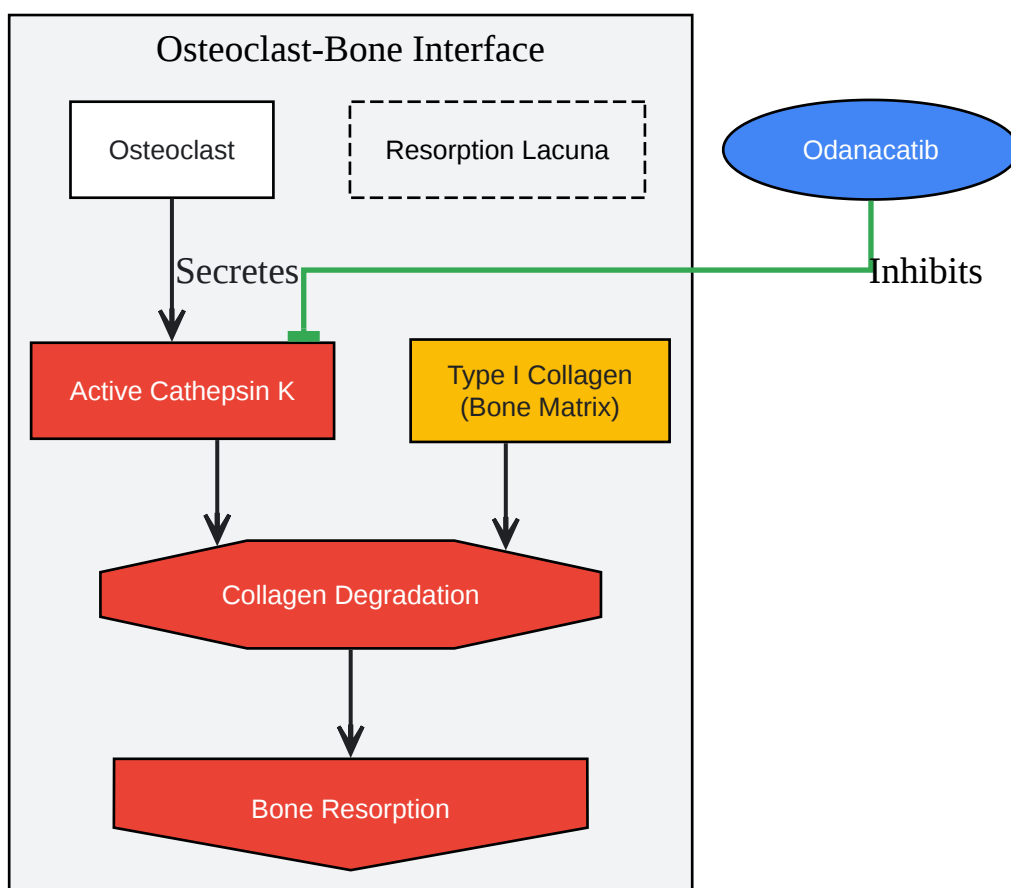 Osteoclast-Bone Interface
Osteoclast
Resorption Lacuna
Odanacatib
Secretes
Inhibits
Active Cathepsin K
Type I Collagen
(Bone Matrix)
Collagen Degradation
Bone Resorption